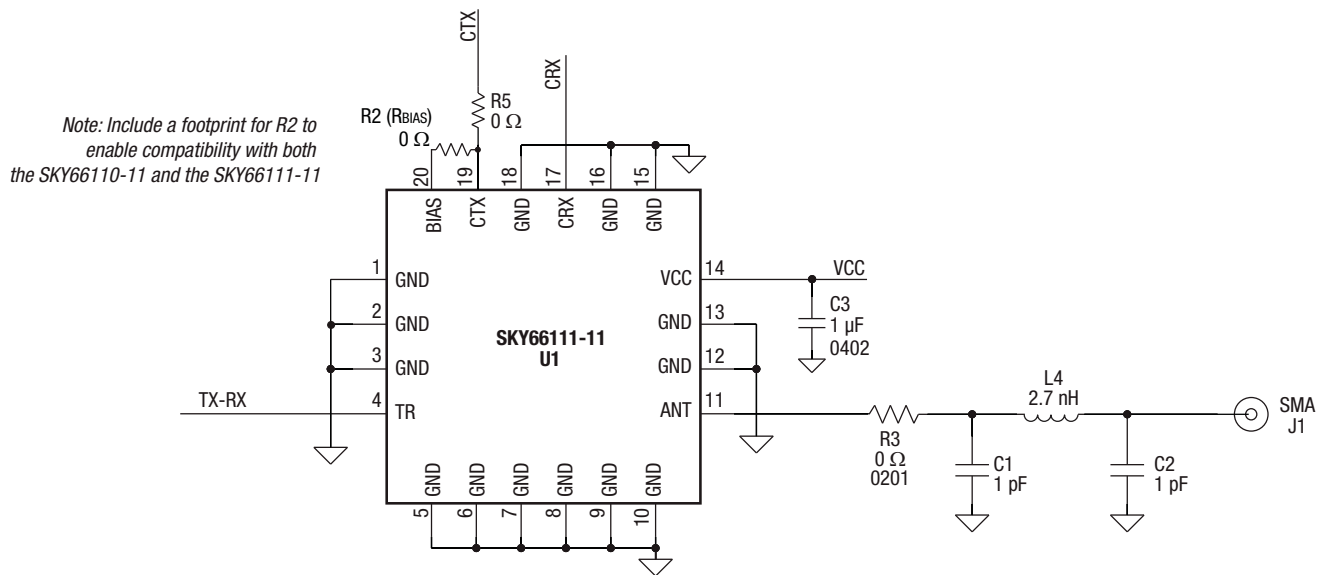 CTX
CRX
Note: Include a footprint for R2 to
enable compatibility with both
the SKY66110-11 and the SKY66111-11
R2 (RBIAS)
0 Ω
R5
0 Ω
20
19
18
17
16
15
BIAS
CTX
GND
CRX
GND
GND
1
GND
2
GND
3
GND
TX-RX
4
TR
SKY66111-11
U1
VCC
14
VCC
GND
13
GND
12
ANT
11
C3
1 µF
0402
R3
0 Ω
0201
L4
2.7 nH
C1
1 pF
C2
1 pF
SMA
J1
GND
GND
GND
GND
GND
GND
5
6
7
8
9
10